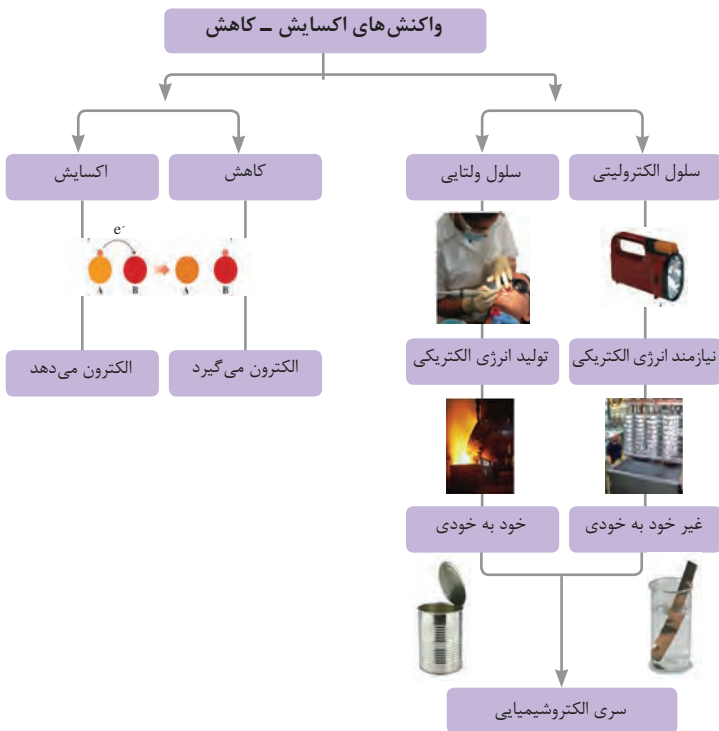 واکنش‌های اکسایش ـ کاهش
سلول الکترولیتی
سلول ولتایی
کاهش
اکسایش
e-
A B A B
نیازمند انرژی الکتریکی
تولید انرژی الکتریکی
الکترون می‌گیرد
الکترون می‌دهد
غیر خود به خودی
خود به خودی
سری الکتروشیمیایی